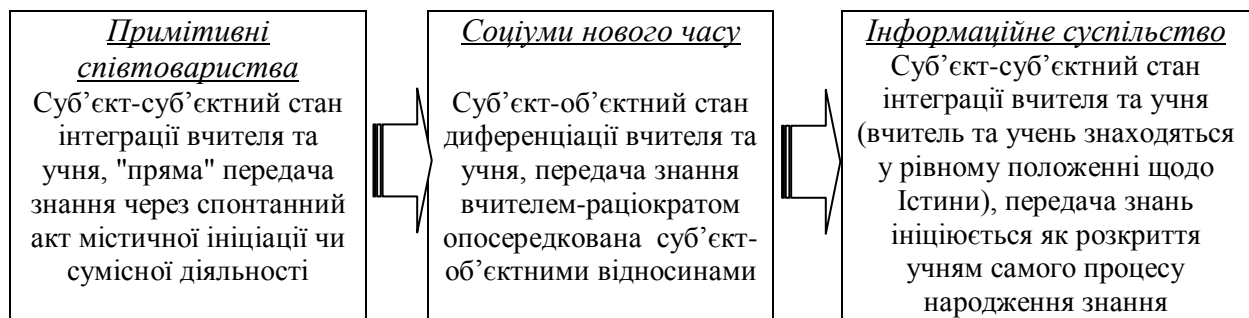 Примітивні
співтовариства
Суб’єкт-суб’єктний стан
інтеграції вчителя та
учня, "пряма" передача
знання через спонтанний
акт містичної ініціації чи
сумісної діяльності
Соціуми нового часу
Суб’єкт-об’єктний стан
диференціації вчителя та
учня, передача знання
вчителем-раціократом
опосередкована суб’єкт-
об’єктними відносинами
Інформаційне суспільство
Суб’єкт-суб’єктний стан
інтеграції вчителя та учня
(вчитель та учень знаходяться
у рівному положенні щодо
Істини), передача знань
ініціюється як розкриття
учням самого процесу
народження знання